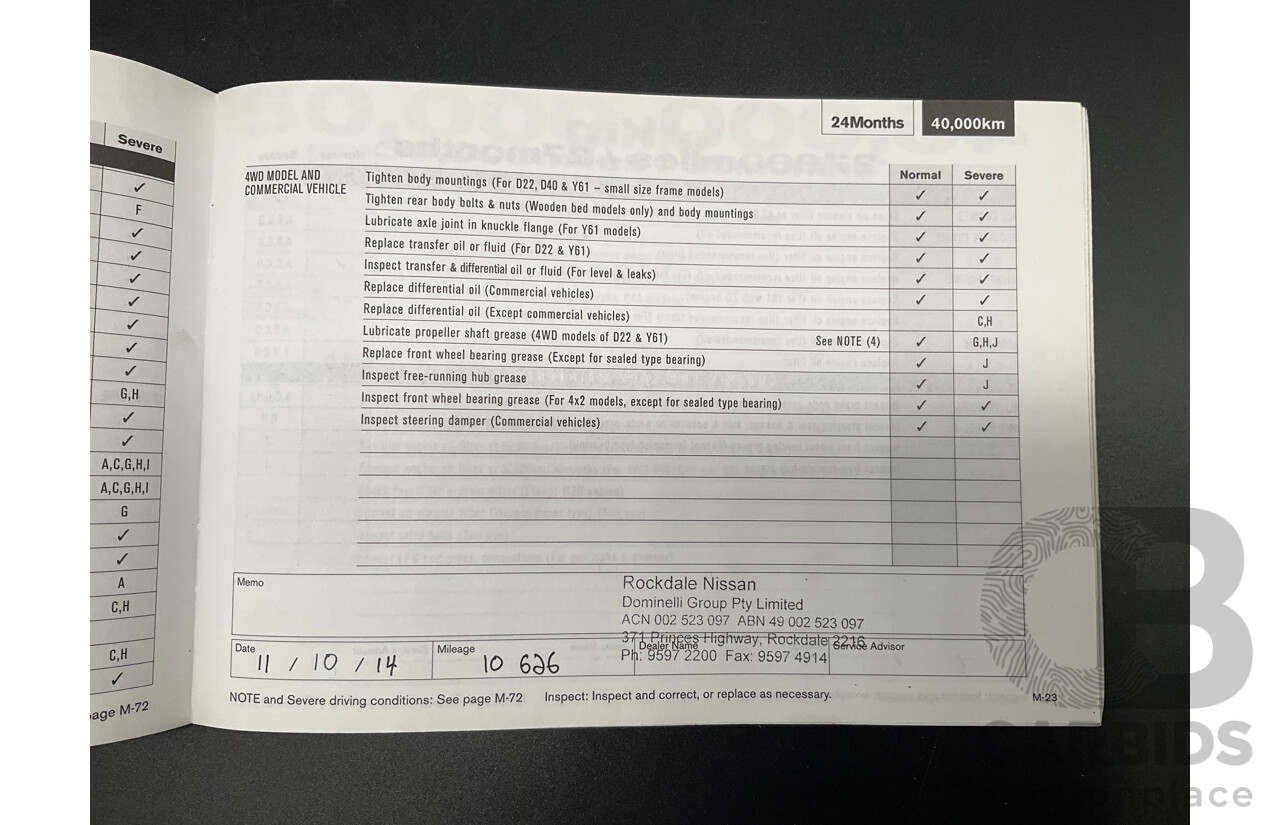 Severe
✓
F
✓
✓
✓
✓
✓
✓
✓
G,H
✓
✓
A,C,G,H,I
A,C,G,H,I
G
✓
✓
A
C,H
C,H
✓
page M-72
24Months 40,000km
Normal Severe
4WD MODEL AND
COMMERCIAL VEHICLE
Tighten body mountings (For D22, D40 & Y61 – small size frame models) ✓ ✓
Tighten rear body bolts & nuts (Wooden bed models only) and body mountings ✓ ✓
Lubricate axle joint in knuckle flange (For Y61 models) ✓ ✓
Replace transfer oil or fluid (For D22 & Y61) ✓ ✓
Inspect transfer & differential oil or fluid (For level & leaks) ✓ ✓
Replace differential oil (Commercial vehicles) ✓ ✓
Replace differential oil (Except commercial vehicles) C,H
Lubricate propeller shaft grease (4WD models of D22 & Y61) See NOTE (4) ✓ G,H,J
Replace front wheel bearing grease (Except for sealed type bearing) ✓ J
Inspect free-running hub grease ✓ J
Inspect front wheel bearing grease (For 4x2 models, except for sealed type bearing) ✓ ✓
Inspect steering damper (Commercial vehicles) ✓ ✓
Memo
Rockdale Nissan
Dominelli Group Pty Limited
ACN 002 523 097 ABN 49 002 523 097
371 Princes Highway, Rockdale 2216
Ph: 9597 2200 Fax: 9597 4914
Date 11 / 10 / 14 Mileage 10 626 Dealer Name Service Advisor
NOTE and Severe driving conditions: See page M-72 Inspect: Inspect and correct, or replace as necessary. M-23
CB
CARBIDS